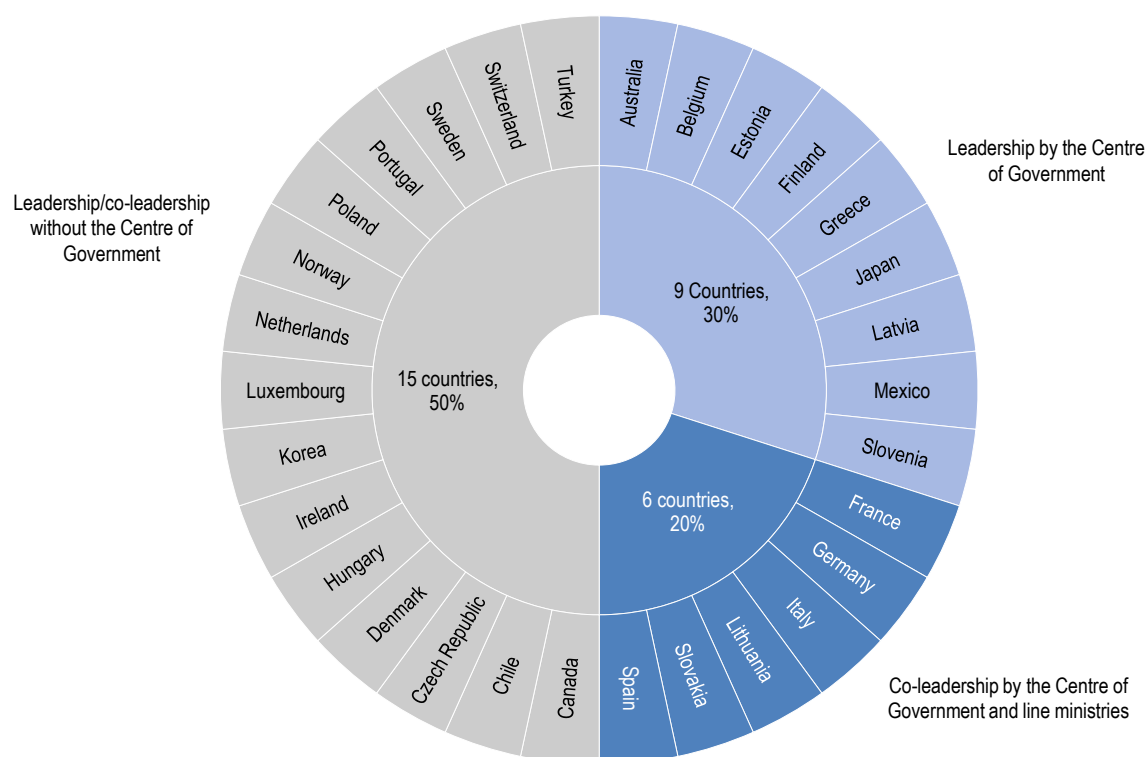 Leadership by the Centre
of Government
9 Countries,
30%
Australia
Belgium
Estonia
Finland
Greece
Japan
Latvia
Mexico
Slovenia
Co-leadership by the Centre of
Government and line ministries
6 countries,
20%
France
Germany
Italy
Lithuania
Slovakia
Spain
Leadership/co-leadership
without the Centre of
Government
15 countries,
50%
Canada
Chile
Czech Republic
Denmark
Hungary
Ireland
Korea
Luxembourg
Netherlands
Norway
Poland
Portugal
Sweden
Switzerland
Turkey